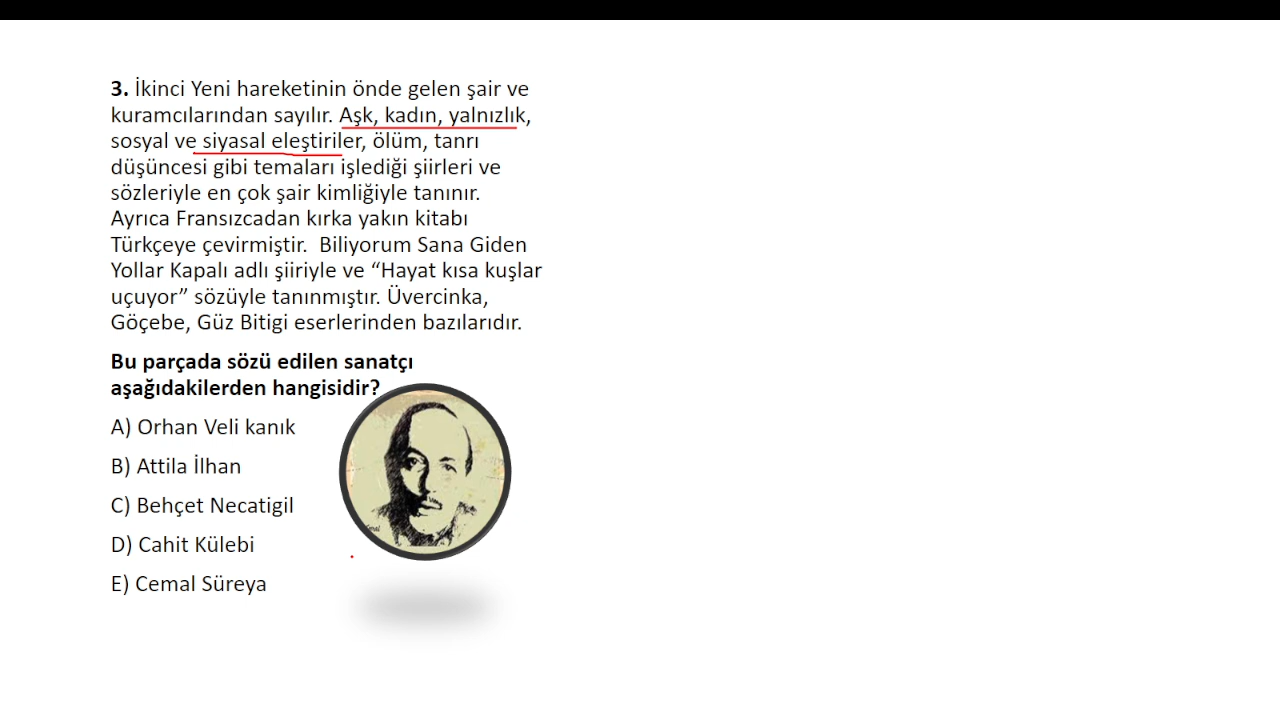 3. İkinci Yeni hareketinin önde gelen şair ve
kuramcılarından sayılır. Aşk, kadın, yalnızlık,
sosyal ve siyasal eleştiriler, ölüm, tanrı
düşüncesi gibi temaları işlediği şiirleri ve
sözleriyle en çok şair kimliğiyle tanınır.
Ayrıca Fransızcadan kırka yakın kitabı
Türkçeye çevirmiştir.  Biliyorum Sana Giden
Yollar Kapalı adlı şiiriyle ve “Hayat kısa kuşlar
uçuyor” sözüyle tanınmıştır. Üvercinka,
Göçebe, Güz Bitigi eserlerinden bazılarıdır.
Bu parçada sözü edilen sanatçı
aşağıdakilerden hangisidir?
A) Orhan Veli kanık
B) Attila İlhan
C) Behçet Necatigil
D) Cahit Külebi
E) Cemal Süreya